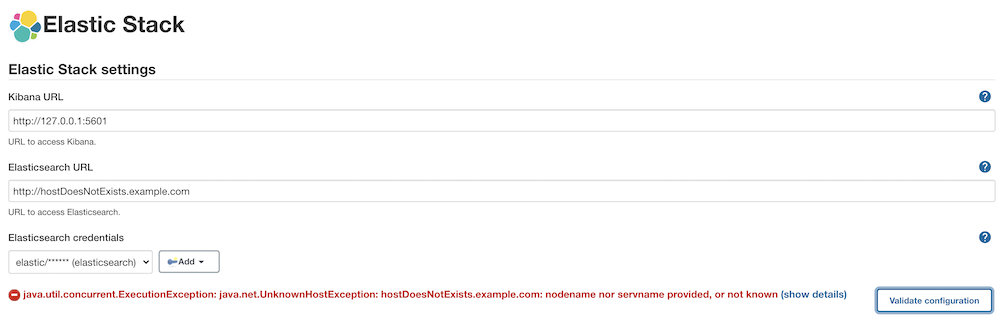 Elastic Stack
Elastic Stack settings
Kibana URL
?
http://127.0.0.1:5601
URL to access Kibana.
Elasticsearch URL
?
http://hostDoesNotExists.example.com
URL to access Elasticsearch.
Elasticsearch credentials
?
elastic/****** (elasticsearch)
Add
java.util.concurrent.ExecutionException: java.net.UnknownHostException: hostDoesNotExists.example.com: nodename nor servname provided, or not known (show details)
Validate configuration